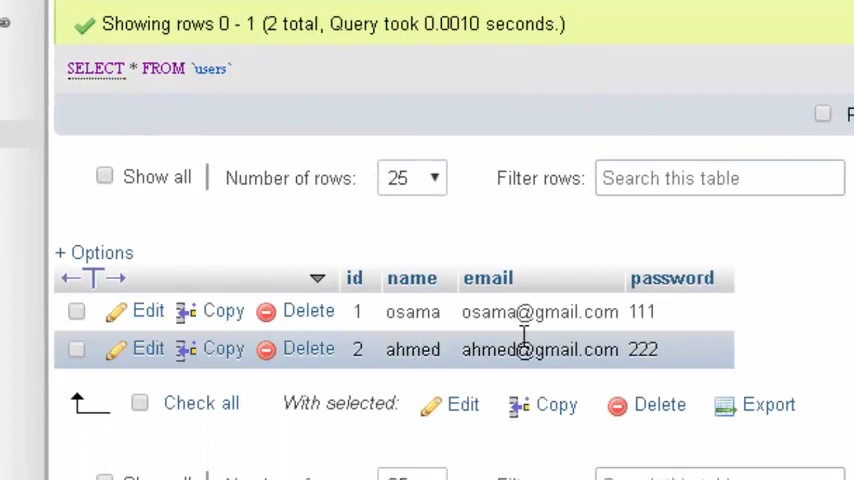 Showing rows 0 - 1 (2 total, Query took 0.0010 seconds.)
SELECT * FROM `users`
Show all | Number of rows: 25 Filter rows: Search this table
+ Options
id name email password
Edit Copy Delete 1 osama osama@gmail.com 111
Edit Copy Delete 2 ahmed ahmed@gmail.com 222
Check all With selected: Edit Copy Delete Export